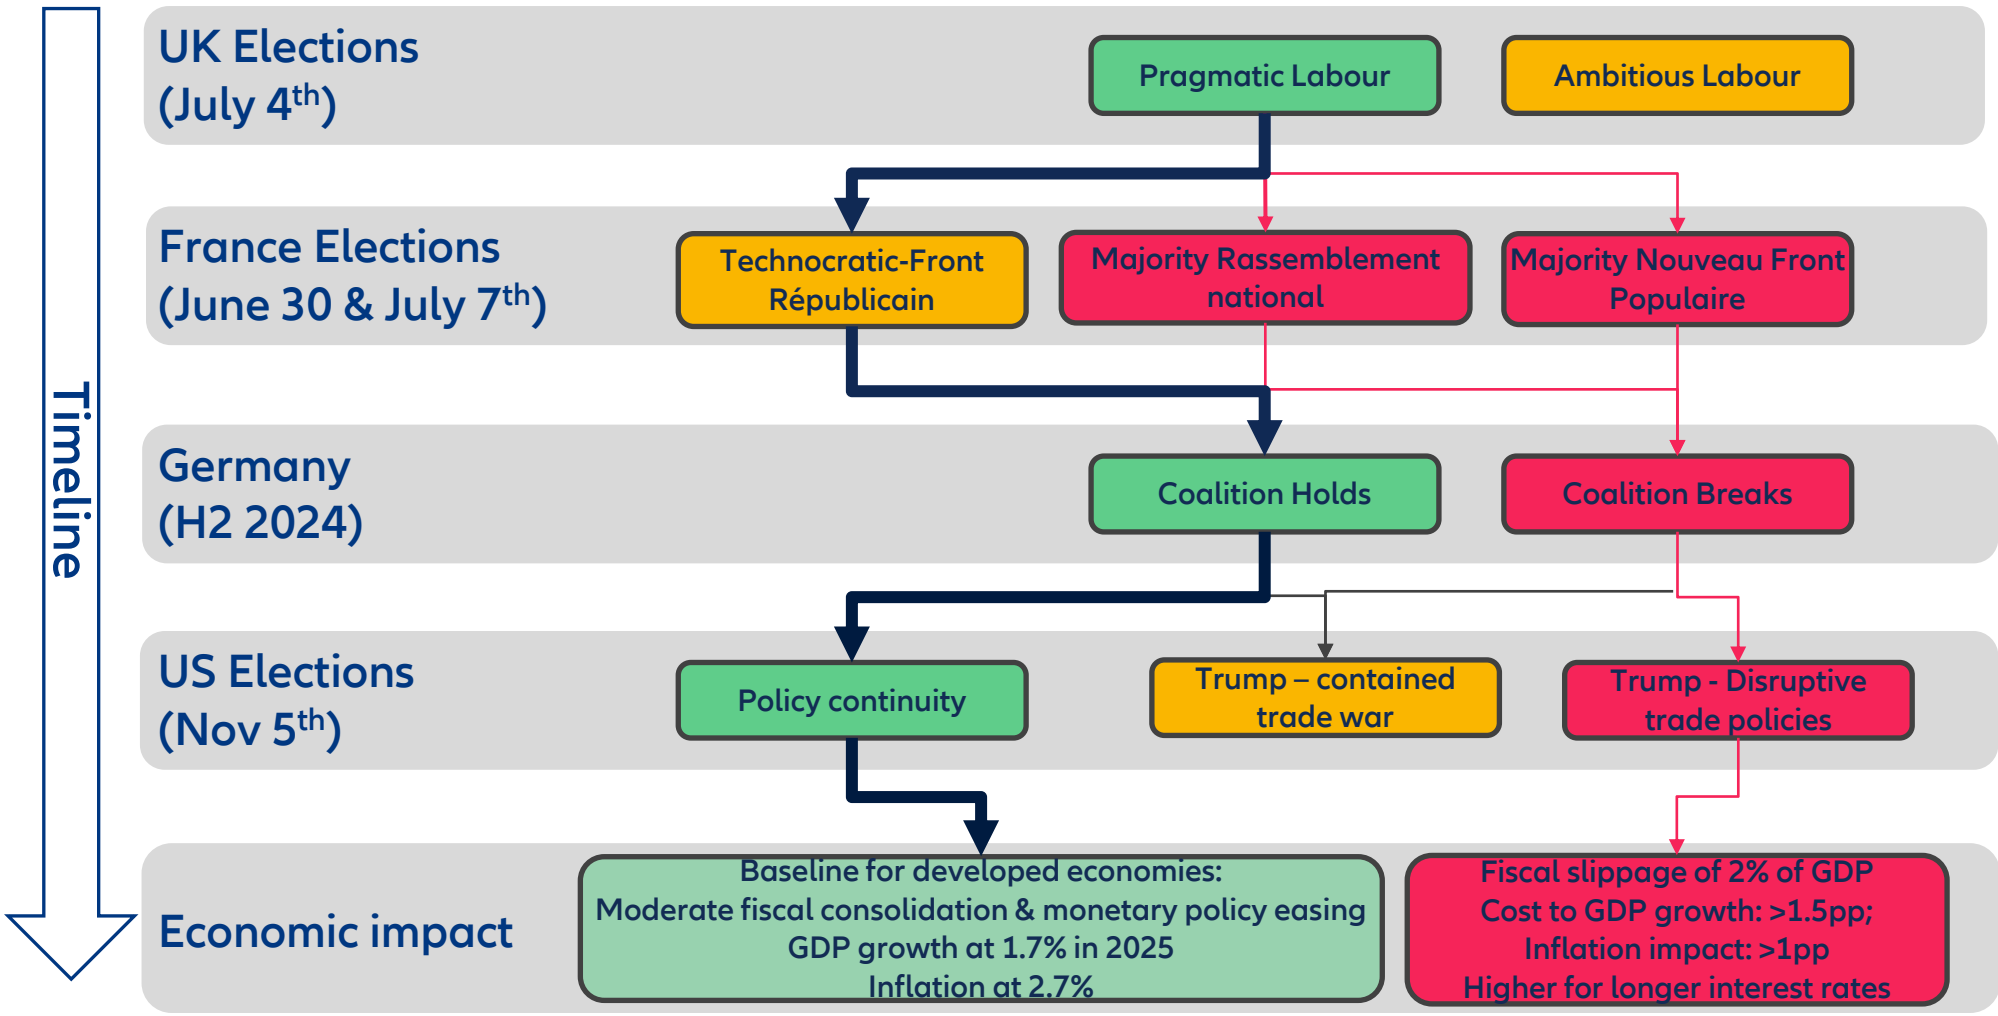 Timeline
UK Elections
(July 4th)
Pragmatic Labour
Ambitious Labour
France Elections
(June 30 & July 7th)
Technocratic-Front
Républicain
Majority Rassemblement
national
Majority Nouveau Front
Populaire
Germany
(H2 2024)
Coalition Holds
Coalition Breaks
US Elections
(Nov 5th)
Policy continuity
Trump – contained
trade war
Trump - Disruptive
trade policies
Economic impact
Baseline for developed economies:
Moderate fiscal consolidation & monetary policy easing
GDP growth at 1.7% in 2025
Inflation at 2.7%
Fiscal slippage of 2% of GDP
Cost to GDP growth: >1.5pp;
Inflation impact: >1pp
Higher for longer interest rates